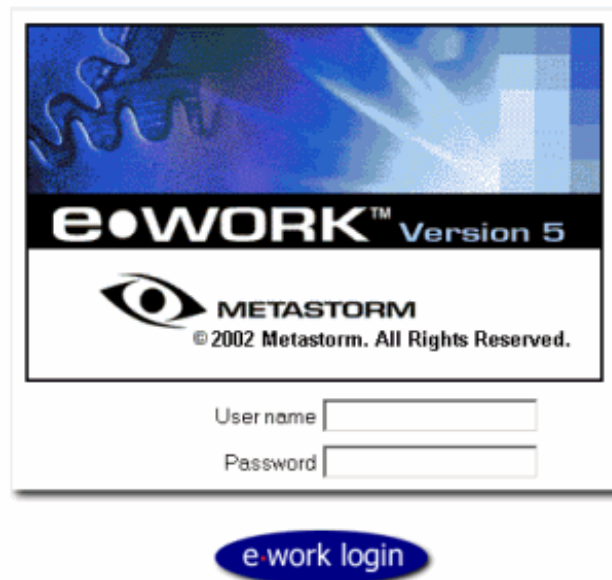 e•WORK™ Version 5
METASTORM
© 2002 Metastorm. All Rights Reserved.
User name
Password
e•work login